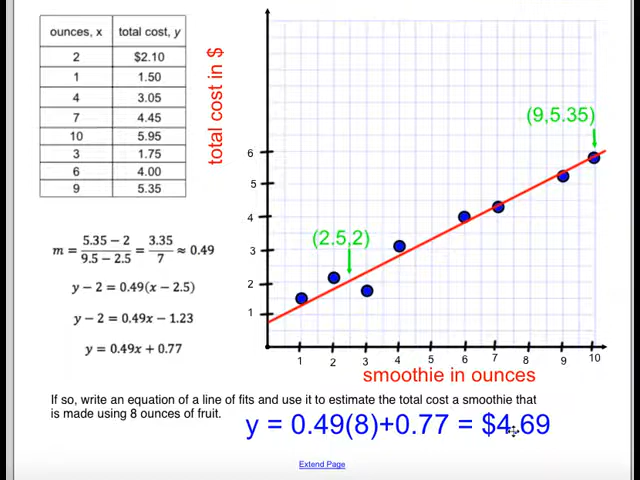 ounces, x total cost, y
2 $2.10
1 1.50
4 3.05
7 4.45
10 5.95
3 1.75
6 4.00
9 5.35
total cost in $
(9,5.35)
(2.5,2)
6
5
4
3
2
1
1 2 3 4 5 6 7 8 9 10
smoothie in ounces
m = 5.35 − 2 / 9.5 − 2.5 = 3.35 / 7 ≈ 0.49
y − 2 = 0.49(x − 2.5)
y − 2 = 0.49x − 1.23
y = 0.49x + 0.77
If so, write an equation of a line of fits and use it to estimate the total cost a smoothie that
is made using 8 ounces of fruit.
y = 0.49(8)+0.77 = $4.69
Extend Page